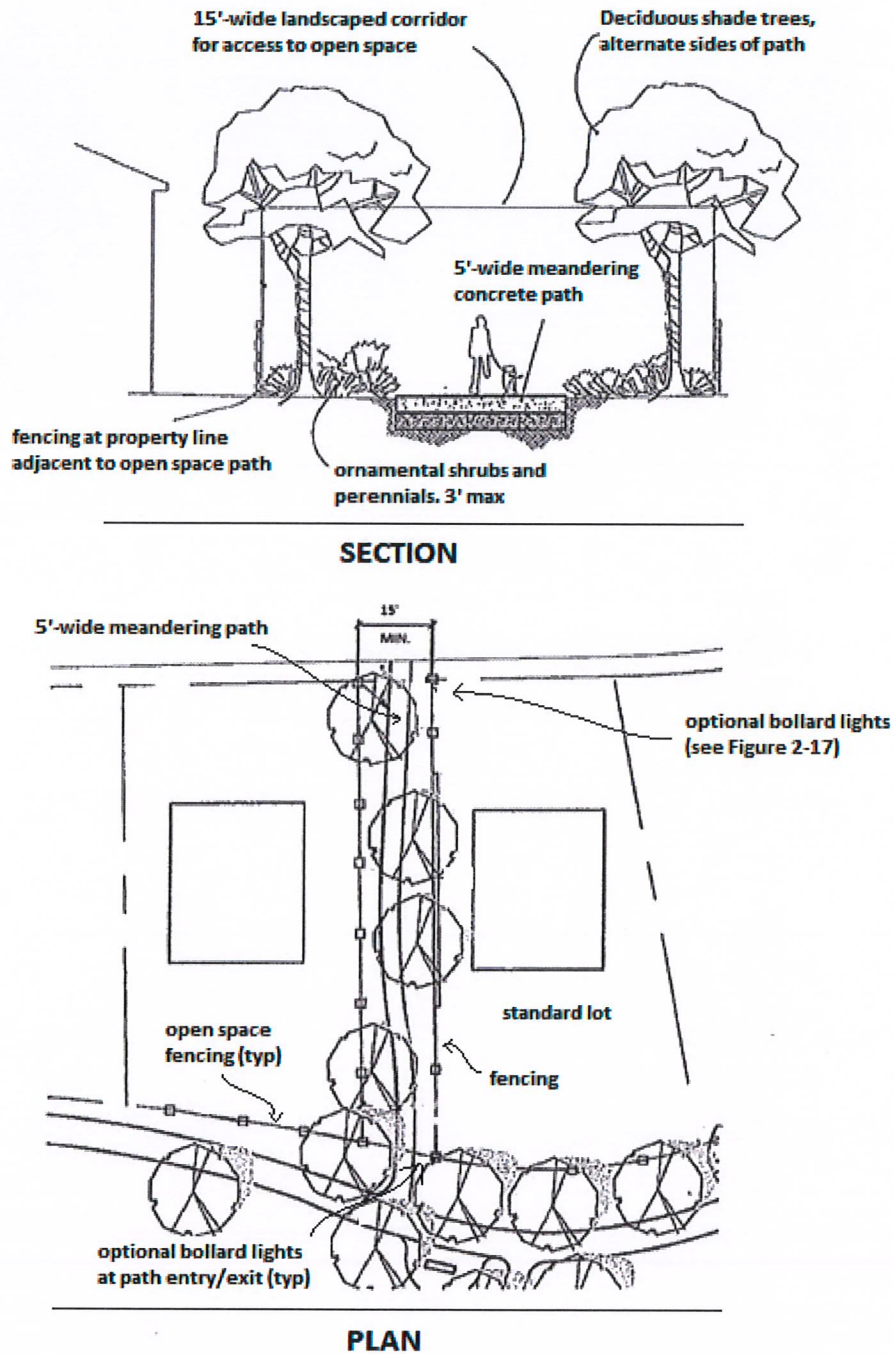 15'-wide landscaped corridor
for access to open space
Deciduous shade trees,
alternate sides of path
5'-wide meandering
concrete path
fencing at property line
adjacent to open space path
ornamental shrubs and
perennials. 3' max
SECTION
15'
MIN.
5'-wide meandering path
optional bollard lights
(see Figure 2-17)
standard lot
open space
fencing (typ)
fencing
optional bollard lights
at path entry/exit (typ)
PLAN